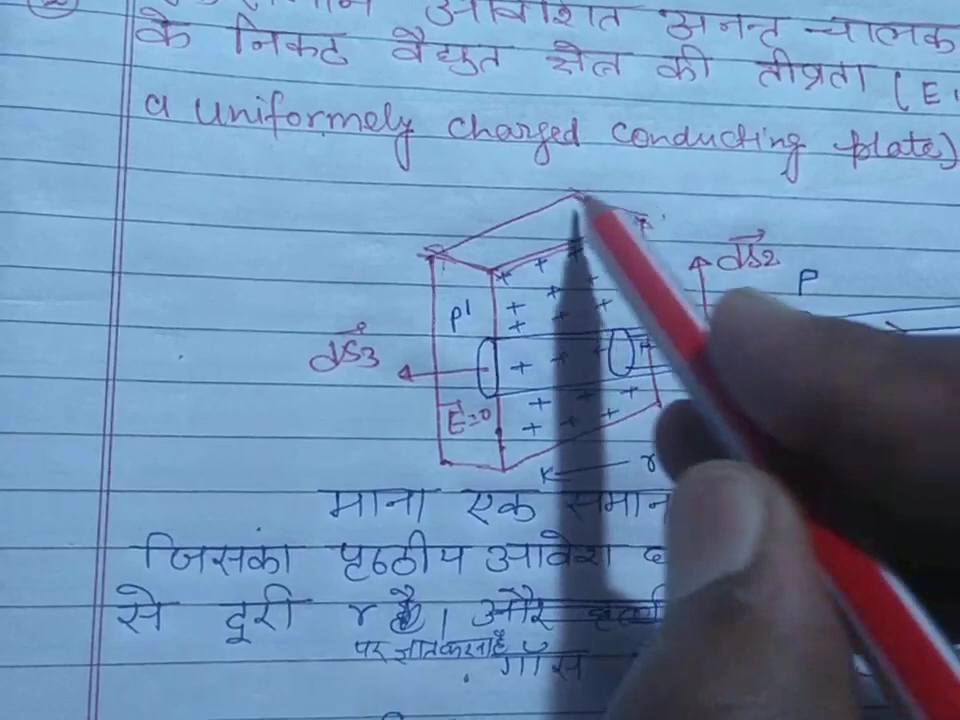 आवेशित अनन्त चालक
के निकट वैद्युत क्षेत्र की तीव्रता (E
a uniformely charged conducting plate)
ds2
P
P'
ds3
E=0
r
माना एक समान
जिसका पृष्ठीय आवेश घ
से दूरी r है। और
पर ज्ञात करना है
गॉस